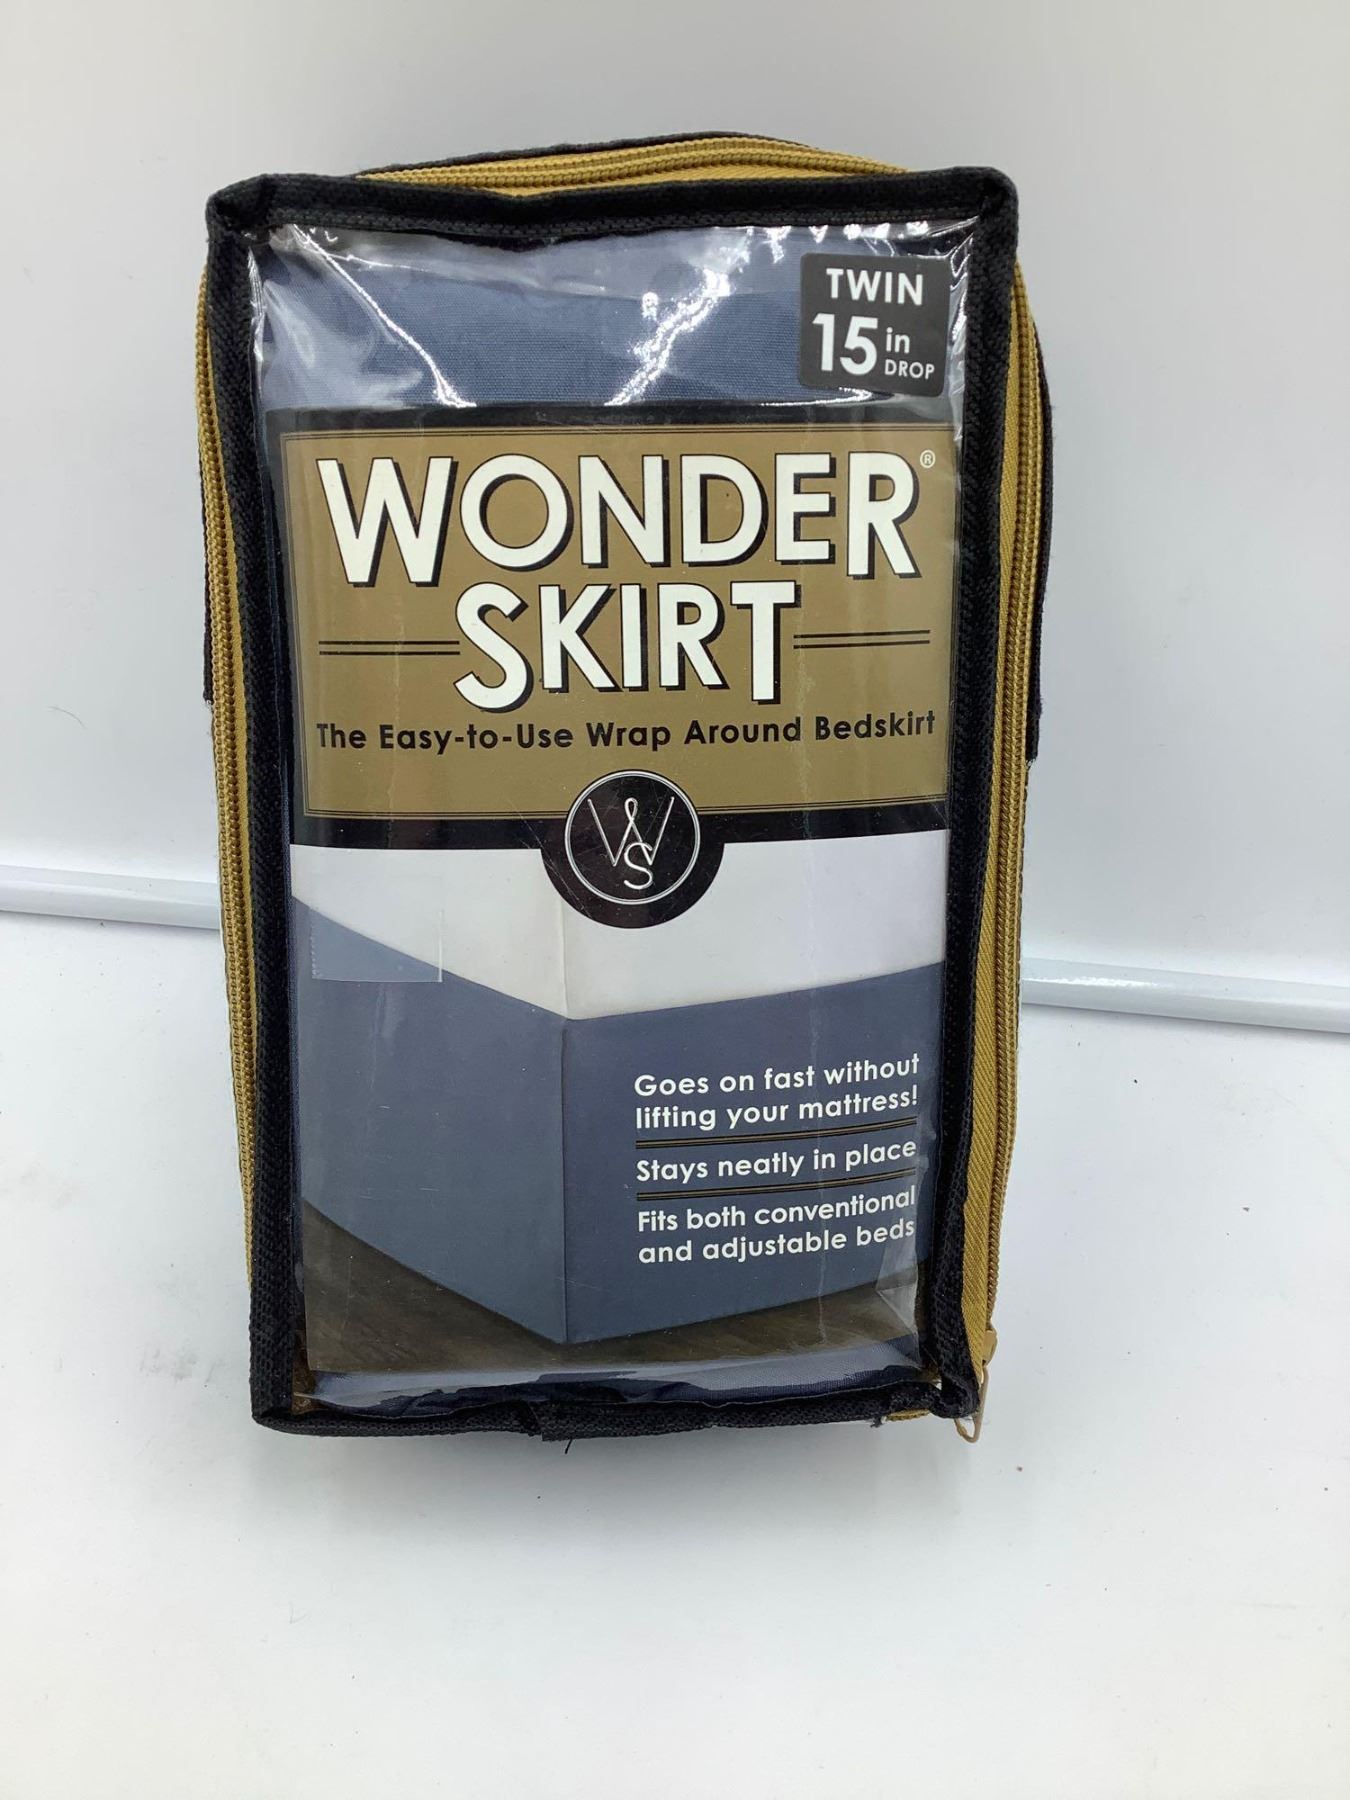 TWIN
15 in
DROP
WONDER®
SKIRT
The Easy-to-Use Wrap Around Bedskirt
WS
Goes on fast without
lifting your mattress!
Stays neatly in place
Fits both conventional
and adjustable beds